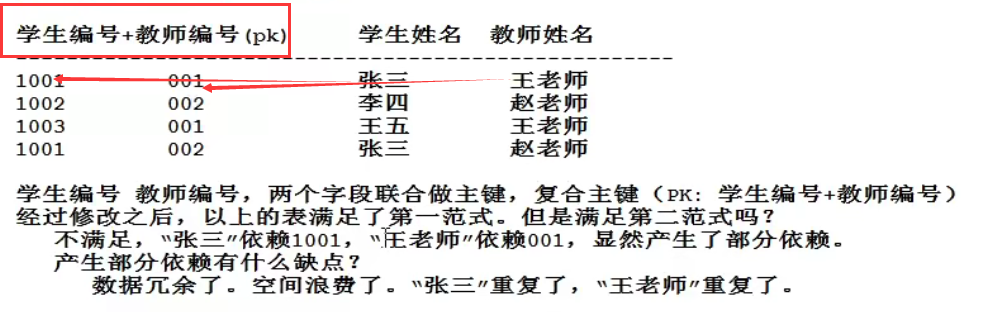 学生编号+教师编号(pk) 学生姓名 教师姓名
----------------------------------------------------
1001 001 张三 王老师
1002 002 李四 赵老师
1003 001 王五 王老师
1001 002 张三 赵老师
学生编号 教师编号，两个字段联合做主键，复合主键（PK: 学生编号+教师编号）
经过修改之后，以上的表满足了第一范式。但是满足第二范式吗？
不满足，“张三”依赖1001，“王老师”依赖001，显然产生了部分依赖。
产生部分依赖有什么缺点？
数据冗余了。空间浪费了。“张三”重复了，“王老师”重复了。